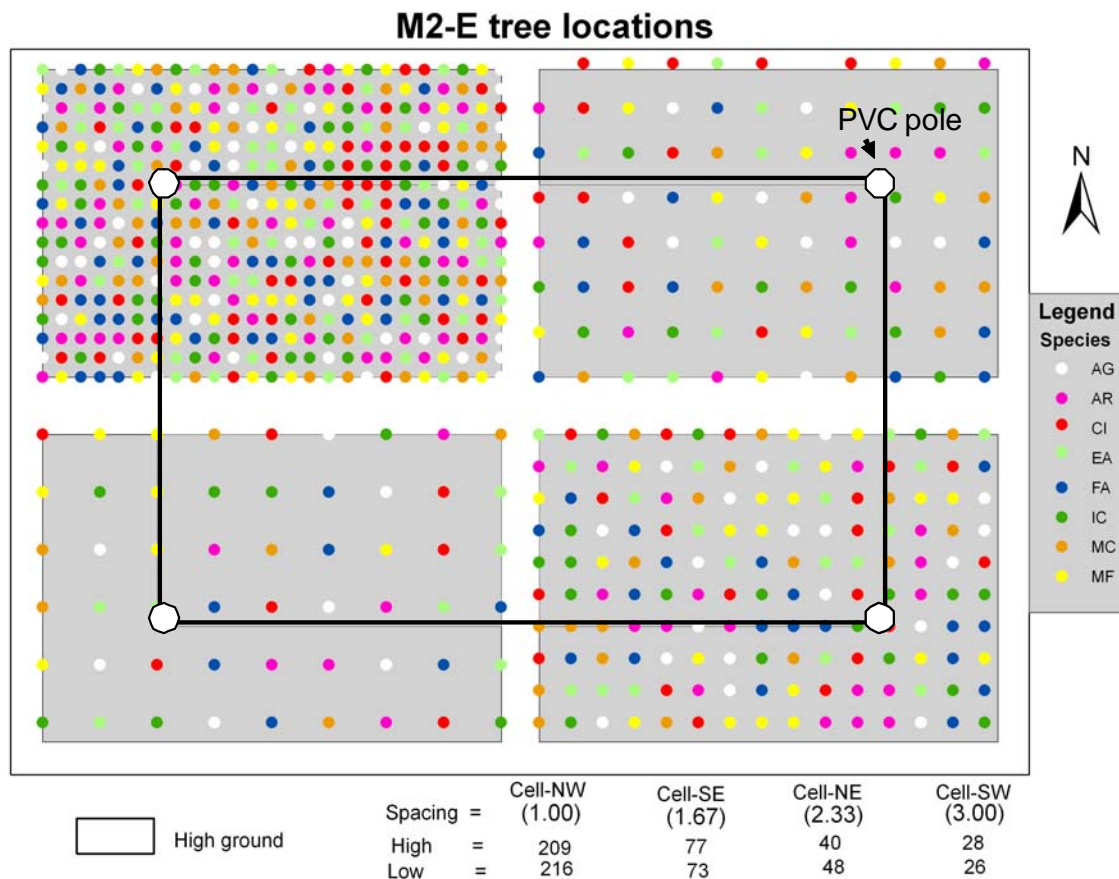 M2-E tree locations
PVC pole
N
Legend
Species
AG
AR
CI
EA
FA
IC
MC
MF
High ground
Cell-NW Cell-SE Cell-NE Cell-SW
Spacing = (1.00) (1.67) (2.33) (3.00)
High = 209 77 40 28
Low = 216 73 48 26